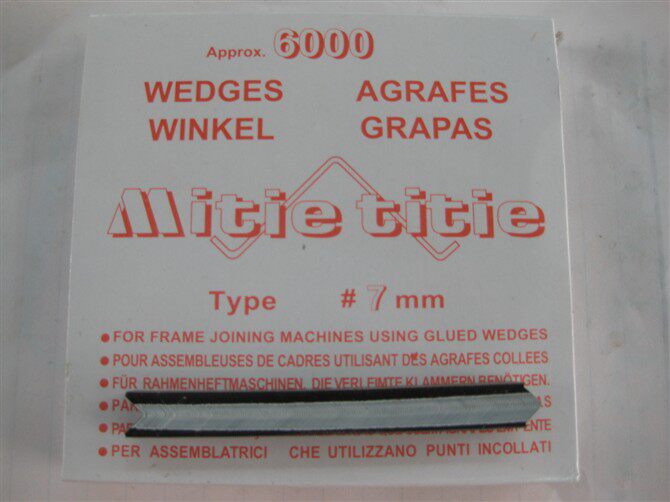 Approx. 6000
WEDGES AGRAFES
WINKEL GRAPAS
Mitie titie
Type # 7 mm
● FOR FRAME JOINING MACHINES USING GLUED WEDGES
● POUR ASSEMBLEUSES DE CADRES UTILISANT DES AGRAFES COLLEES
● FÜR RAHMENHEFTMASCHINEN, DIE VERLEIMTE KLAMMERN BENÖTIGEN.
● PER ASSEMBLATRICI CHE UTILIZZANO PUNTI INCOLLATI